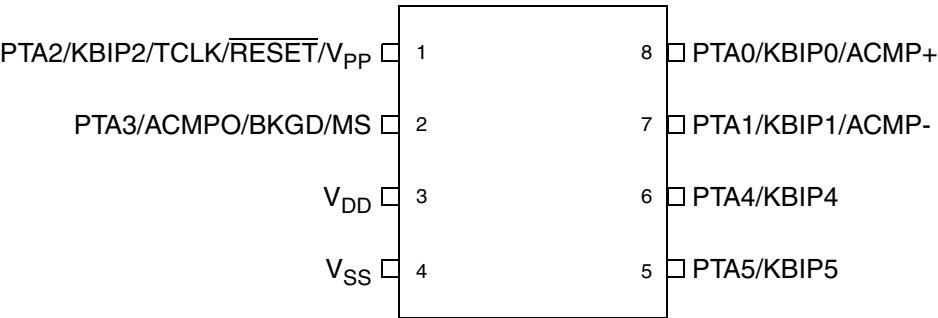 PTA2/KBIP2/TCLK/RESET/VPP 1 8 PTA0/KBIP0/ACMP+
PTA3/ACMPO/BKGD/MS 2 7 PTA1/KBIP1/ACMP-
VDD 3 6 PTA4/KBIP4
VSS 4 5 PTA5/KBIP5